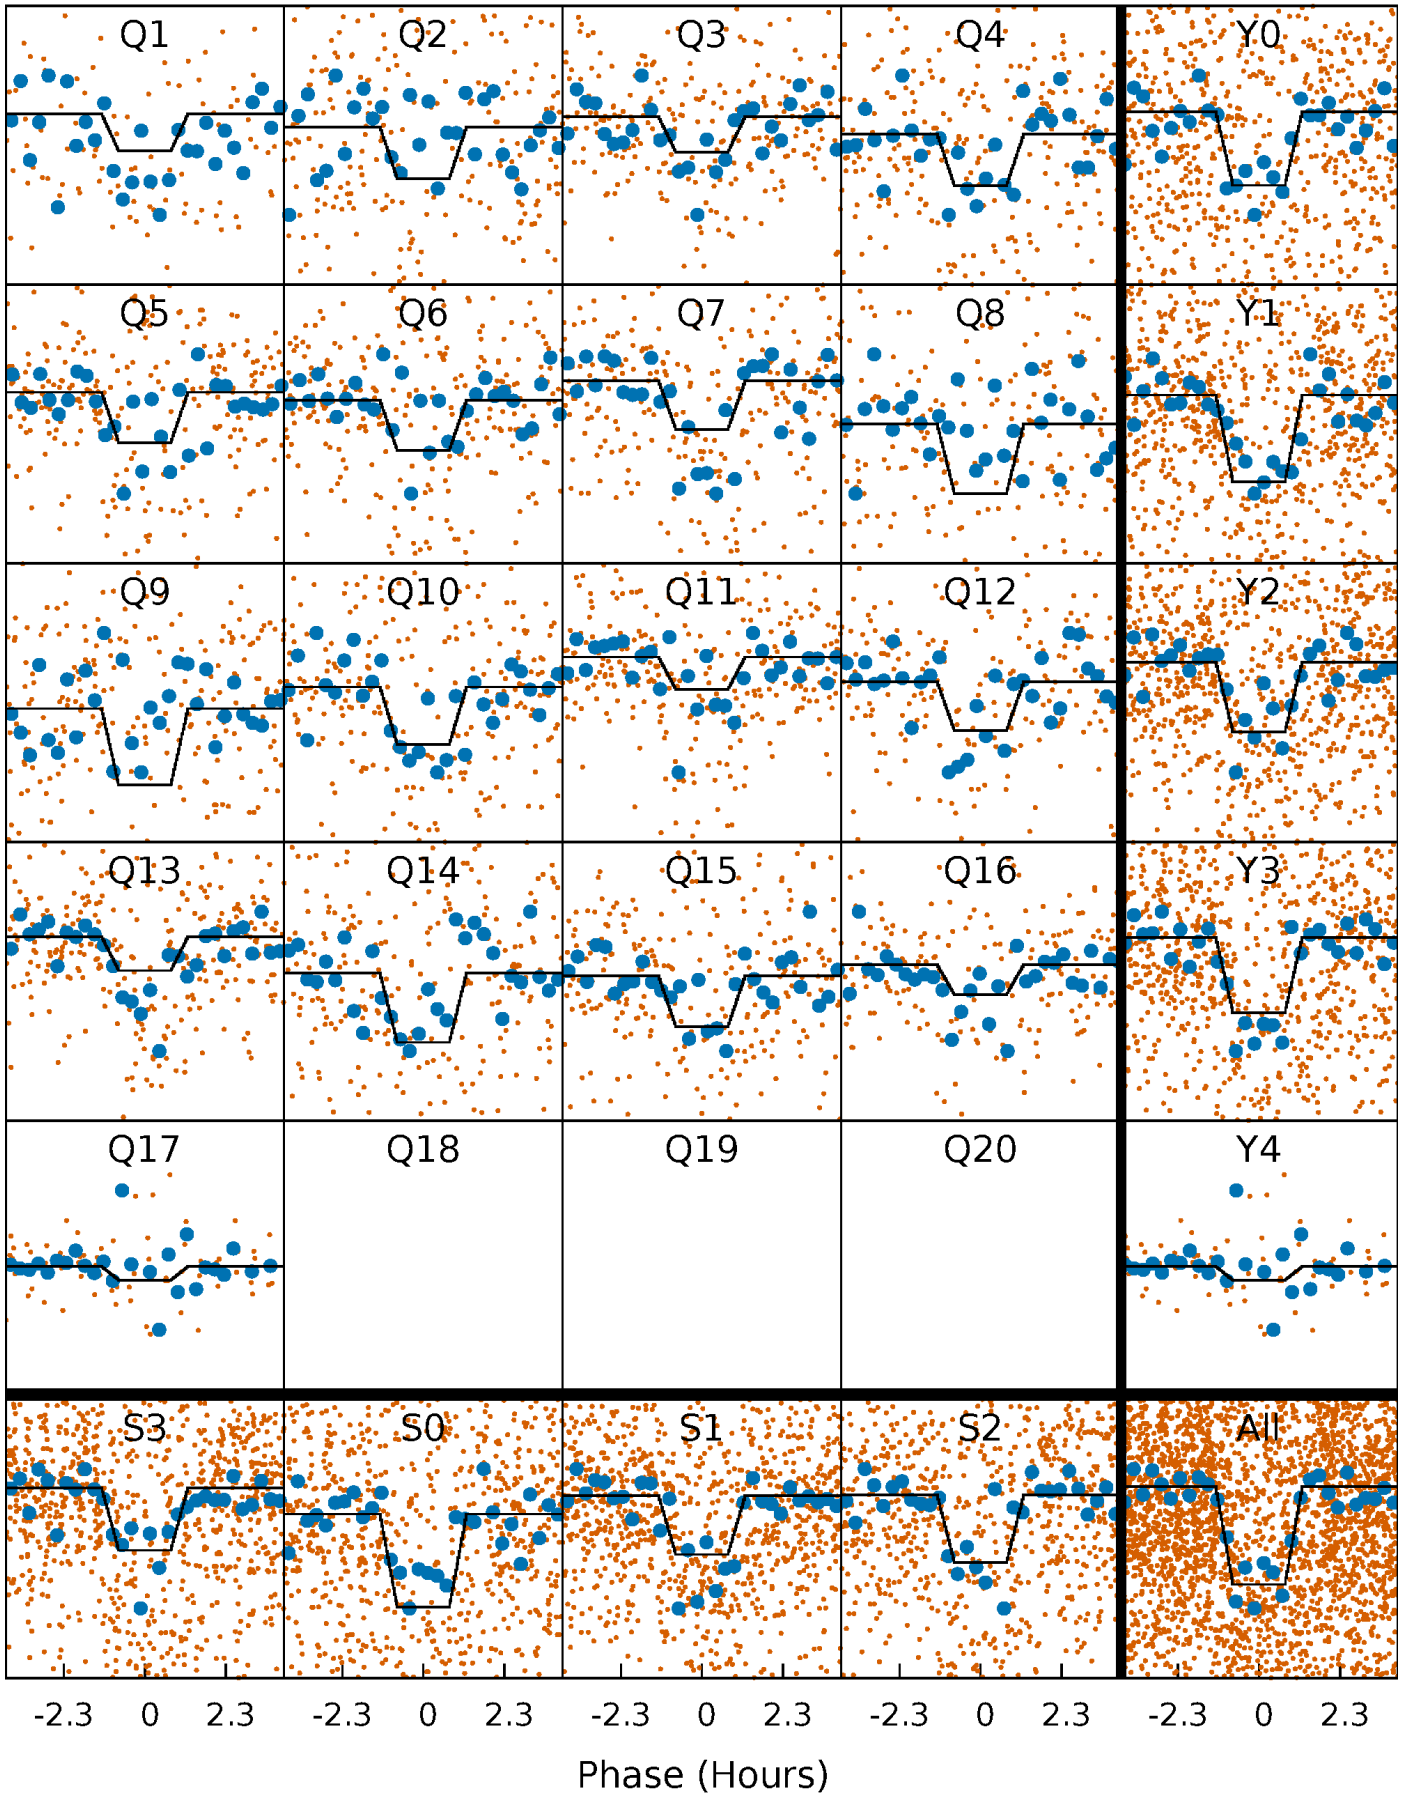 Q1 Q2 Q3 Q4 Y0
Q5 Q6 Q7 Q8 Y1
Q9 Q10 Q11 Q12 Y2
Q13 Q14 Q15 Q16 Y3
Q17 Q18 Q19 Q20 Y4
S3 S0 S1 S2 All
-2.3 0 2.3 -2.3 0 2.3 -2.3 0 2.3 -2.3 0 2.3 -2.3 0 2.3
Phase (Hours)